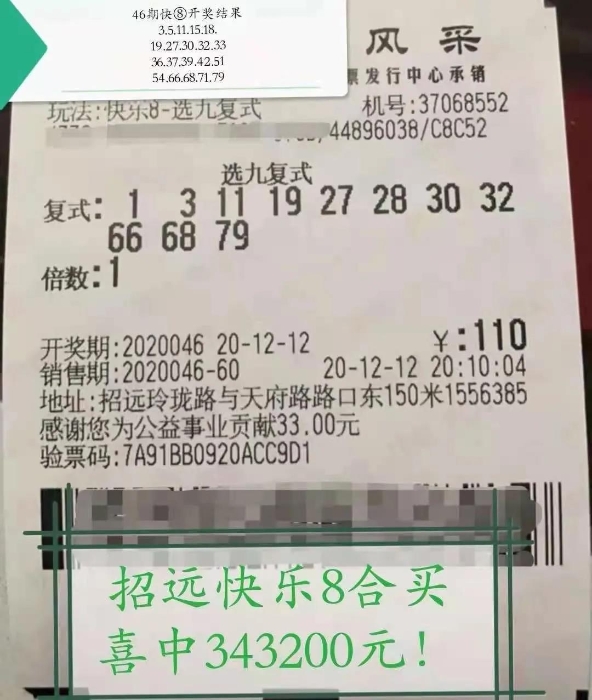 46期快⑧开奖结果
3.5.11.15.18.
19.27.30.32.33
36.37.39.42.51
54.66.68.71.79
风采
票发行中心承销
玩法:快乐8-选九复式 机号:37068552
/44896038/C8C52
选九复式
复式: 1 3 11 19 27 28 30 32
66 68 79
倍数:1
开奖期:2020046 20-12-12 ￥:110
销售期:2020046-60 20-12-12 20:10:04
地址:招远玲珑路与天府路路口东150米1556385
感谢您为公益事业贡献33.00元
验票码:7A91BB0920ACC9D1
招远快乐8合买
喜中343200元!